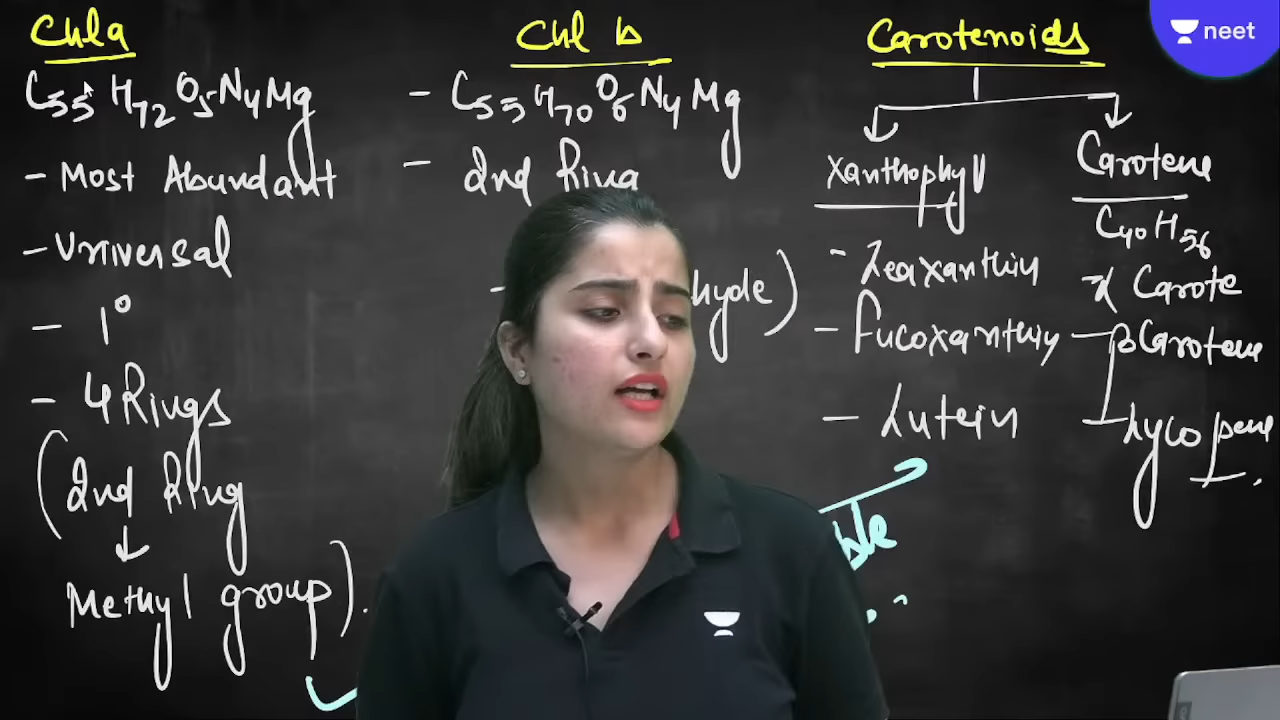 Chl a
C55H72O5N4Mg
- Most Abundant
- Universal
- 1°
- 4 Rings
(2nd Ring
↓
Methyl group).
Chl b
- C55H70O6N4Mg
- 2nd Ring
hyde)
Carotenoids
Xanthophyll
- Zeaxanthin
- Fucoxanthin
- Lutein
Carotene
C40H56
α Carote
β Carotene
Lycopene
neet